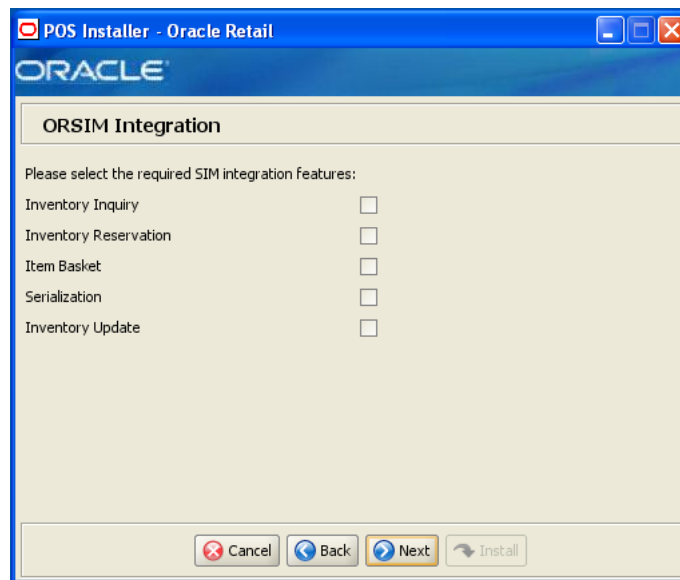 POS Installer - Oracle Retail
ORACLE
ORSIM Integration
Please select the required SIM integration features:
Inventory Inquiry
Inventory Reservation
Item Basket
Serialization
Inventory Update
Cancel Back Next Install